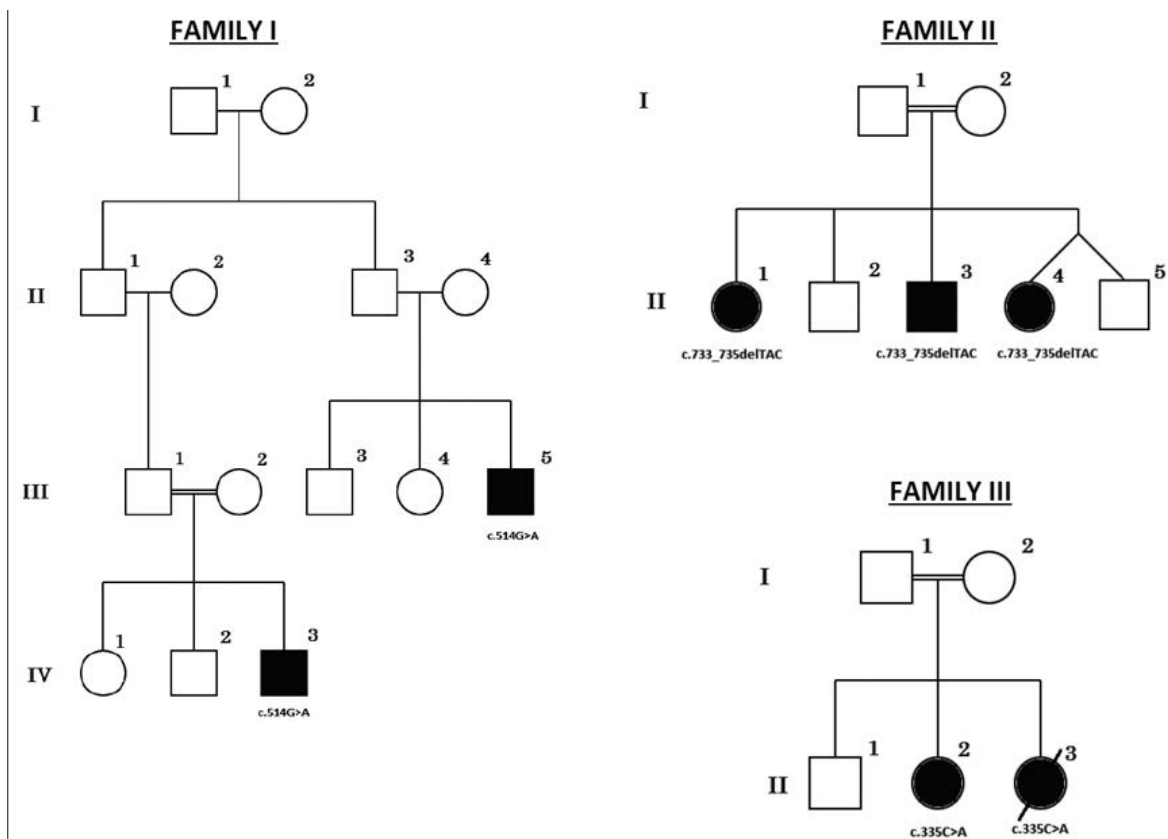 FAMILY I
1 2
I
1 2 3 4
II
1 2 3 4 5
III
c.514G>A
1 2 3
IV
c.514G>A
FAMILY II
1 2
I
1 2 3 4 5
II
c.733_735delTAC c.733_735delTAC c.733_735delTAC
FAMILY III
1 2
I
1 2 3
II
c.335C>A c.335C>A